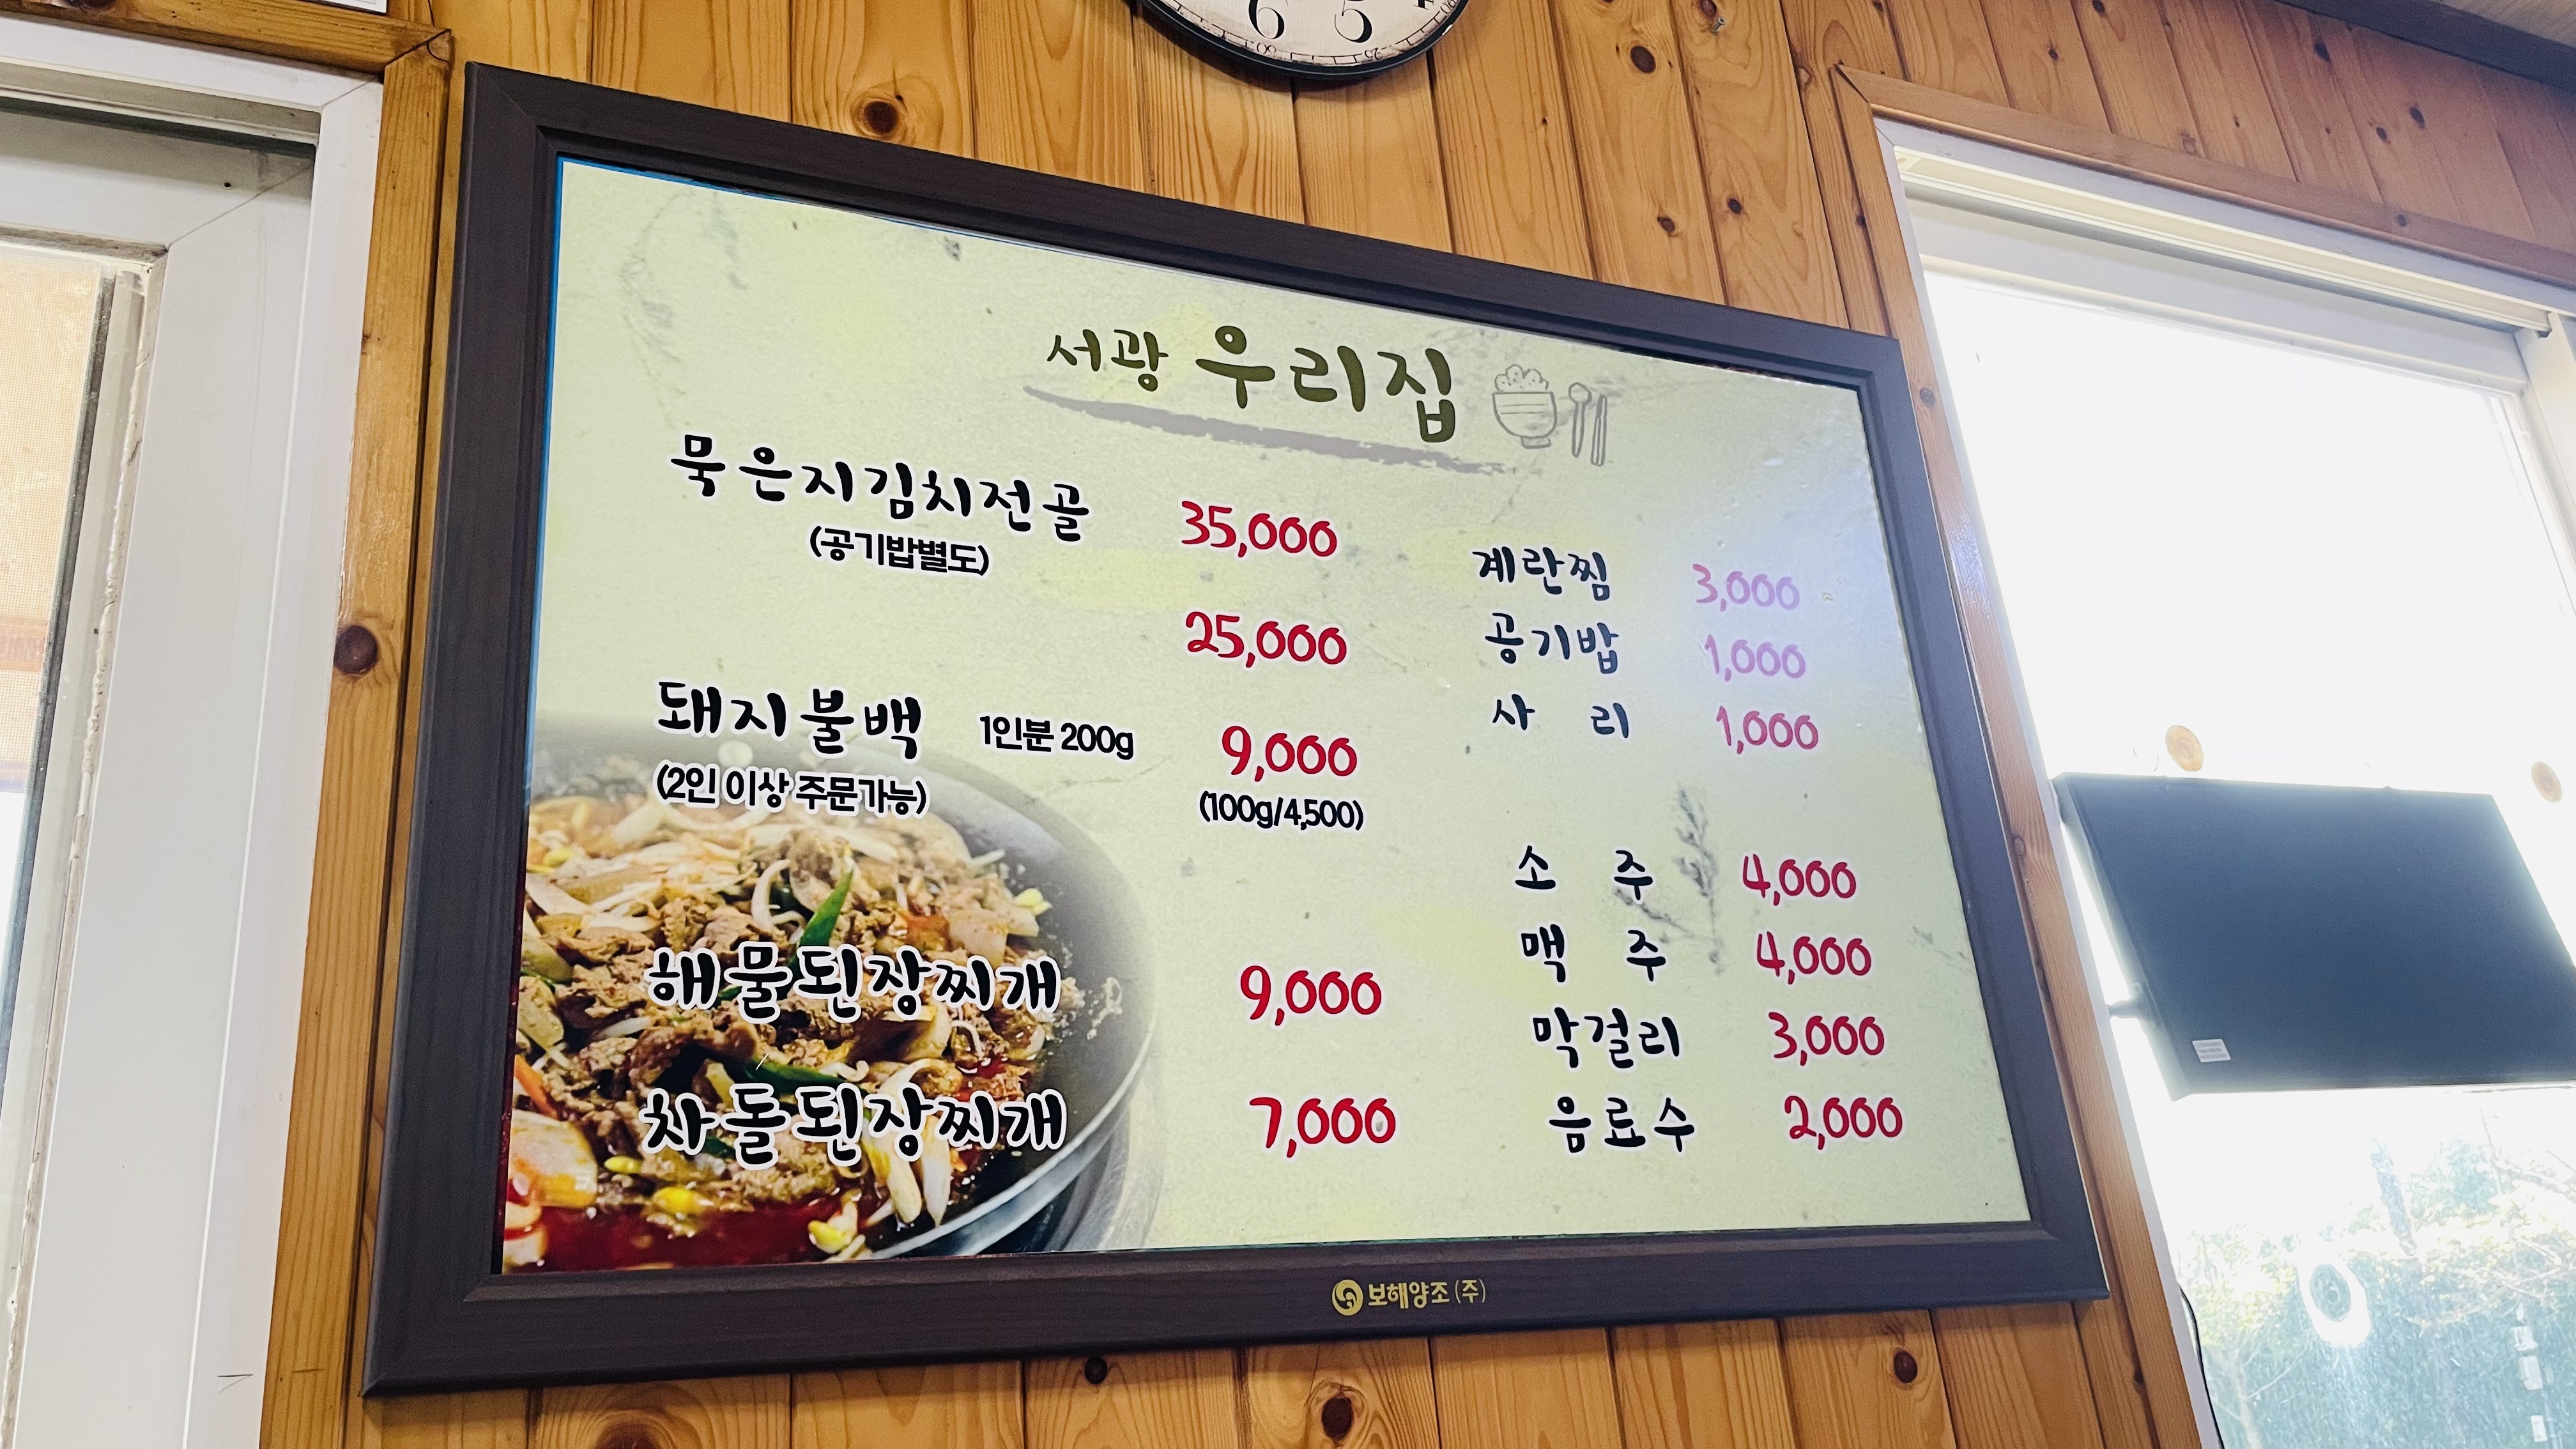 6 5
서광 우리집
묵은지김치전골 35,000
(공기밥별도)
25,000
돼지불백 1인분 200g 9,000
(2인 이상 주문가능) (100g/4,500)
해물된장찌개 9,000
차돌된장찌개 7,000
계란찜 3,000
공기밥 1,000
사 리 1,000
소 주 4,000
맥 주 4,000
막걸리 3,000
음료수 2,000
보해양조(주)